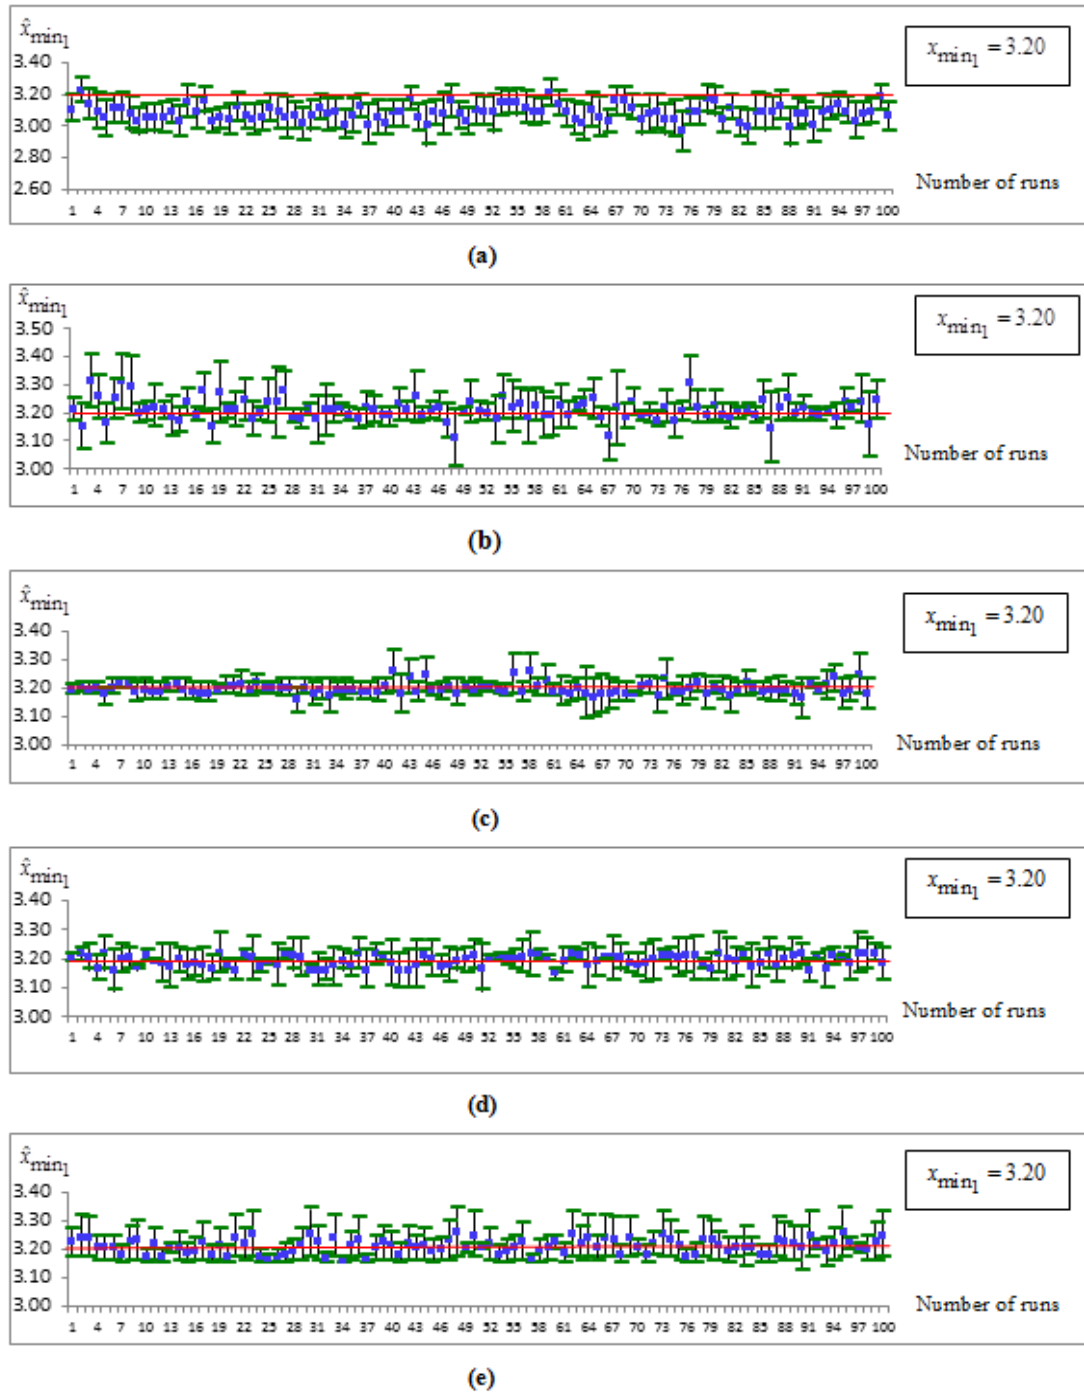 x̂min1
xmin1 = 3.20
3.40
3.20
3.00
2.80
2.60
Number of runs
1 4 7 10 13 16 19 22 25 28 31 34 37 40 43 46 49 52 55 58 61 64 67 70 73 76 79 82 85 88 91 94 97 100
(a)
x̂min1
xmin1 = 3.20
3.50
3.40
3.30
3.20
3.10
3.00
Number of runs
1 4 7 10 13 16 19 22 25 28 31 34 37 40 43 46 49 52 55 58 61 64 67 70 73 76 79 82 85 88 91 94 97 100
(b)
x̂min1
xmin1 = 3.20
3.40
3.30
3.20
3.10
3.00
Number of runs
1 4 7 10 13 16 19 22 25 28 31 34 37 40 43 46 49 52 55 58 61 64 67 70 73 76 79 82 85 88 91 94 97 100
(c)
x̂min1
xmin1 = 3.20
3.40
3.30
3.20
3.10
3.00
Number of runs
1 4 7 10 13 16 19 22 25 28 31 34 37 40 43 46 49 52 55 58 61 64 67 70 73 76 79 82 85 88 91 94 97 100
(d)
x̂min1
xmin1 = 3.20
3.40
3.30
3.20
3.10
3.00
Number of runs
1 4 7 10 13 16 19 22 25 28 31 34 37 40 43 46 49 52 55 58 61 64 67 70 73 76 79 82 85 88 91 94 97 100
(e)